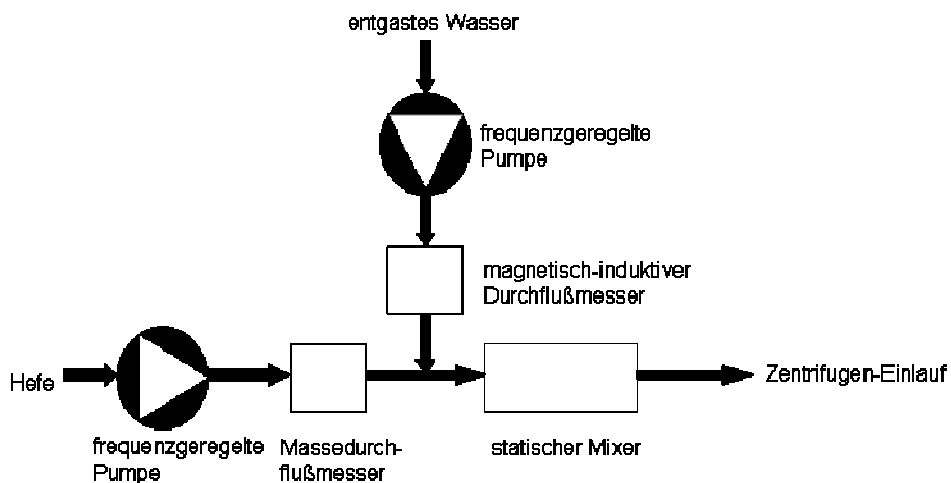 entgastes Wasser
frequenzgeregelte
Pumpe
magnetisch-induktiver
Durchflußmesser
Hefe
Zentrifugen-Einlauf
frequenzgeregelte
Pumpe
Massedurch-
flußmesser
statischer Mixer